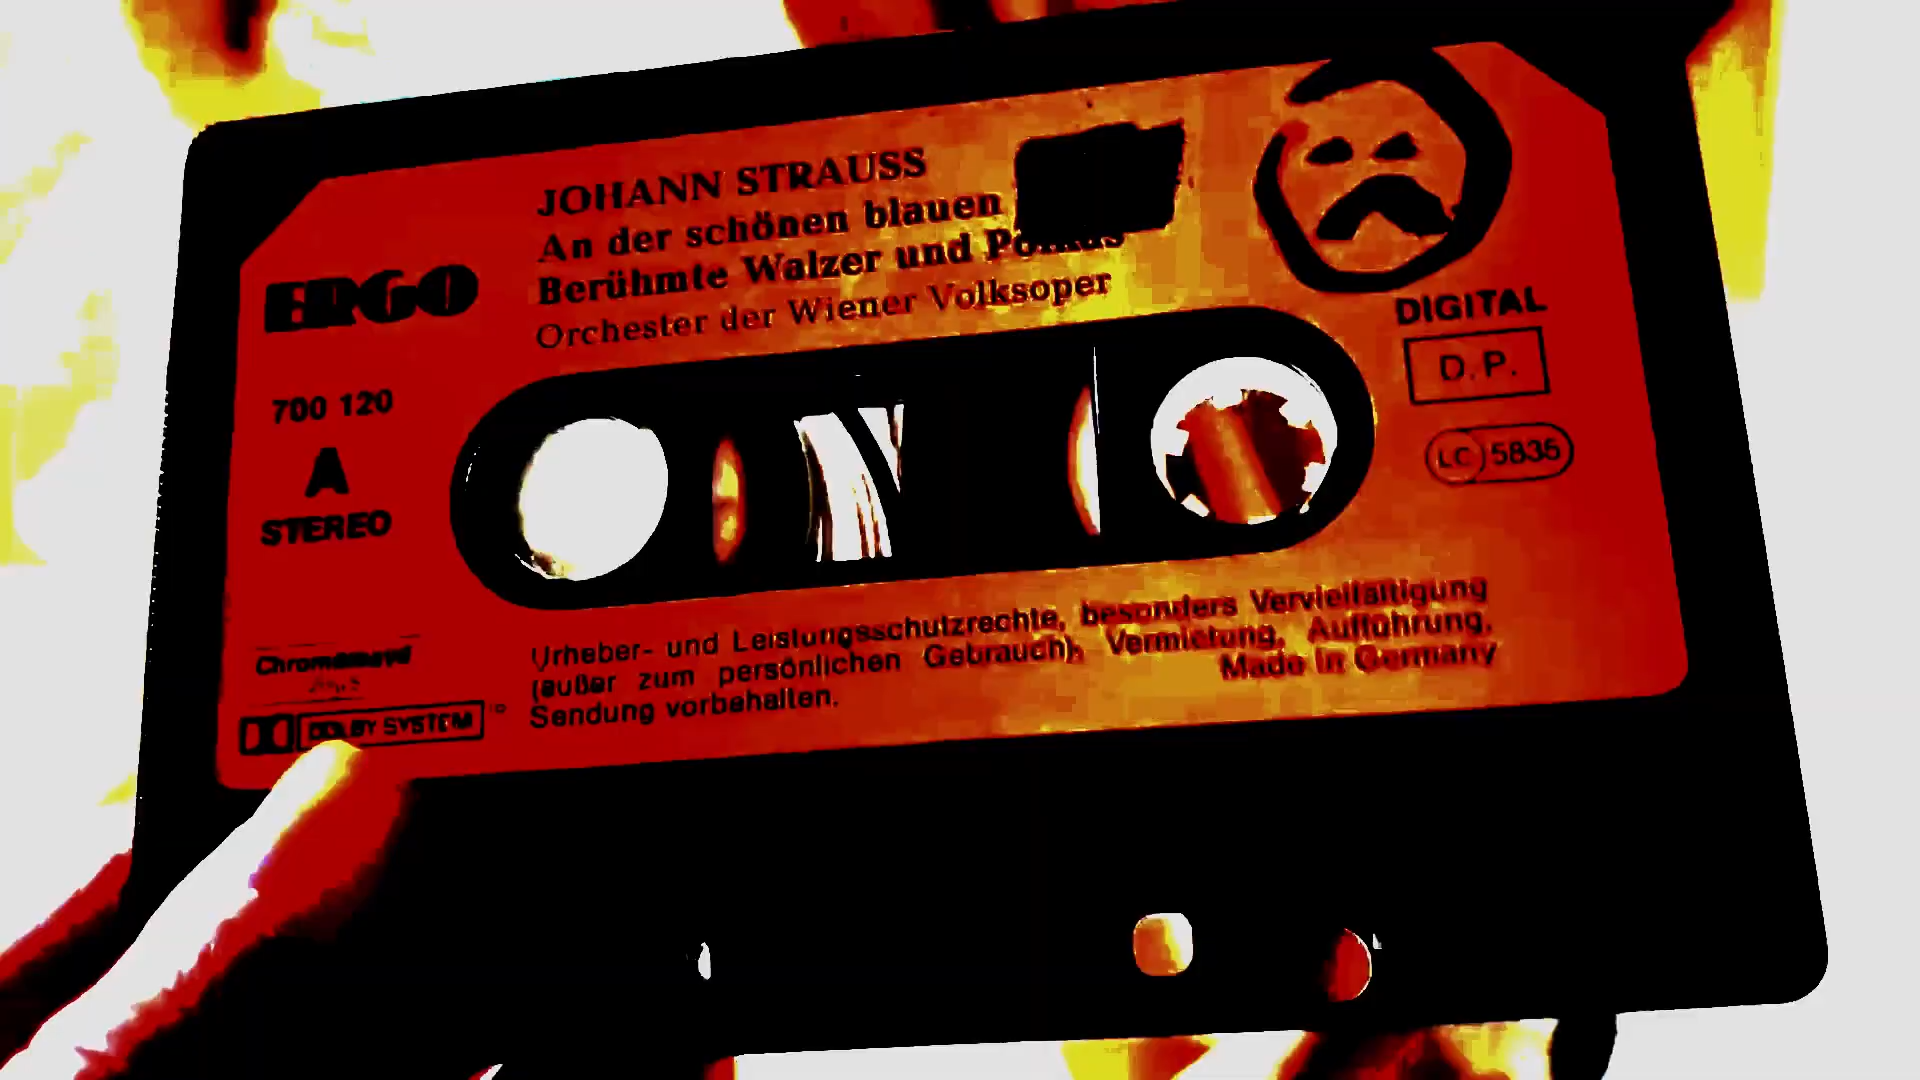 JOHANN STRAUSS
An der schönen blauen
Berühmte Walzer und Polkas
Orchester der Wiener Volksoper
ERGO
DIGITAL
D.P.
700 120
A
STEREO
LC 5835
Urheber- und Leistungsschutzrechte, besonders Vervielfältigung
(außer zum persönlichen Gebrauch), Vermietung, Aufführung,
Sendung vorbehalten.
Made in Germany
DOLBY SYSTEM